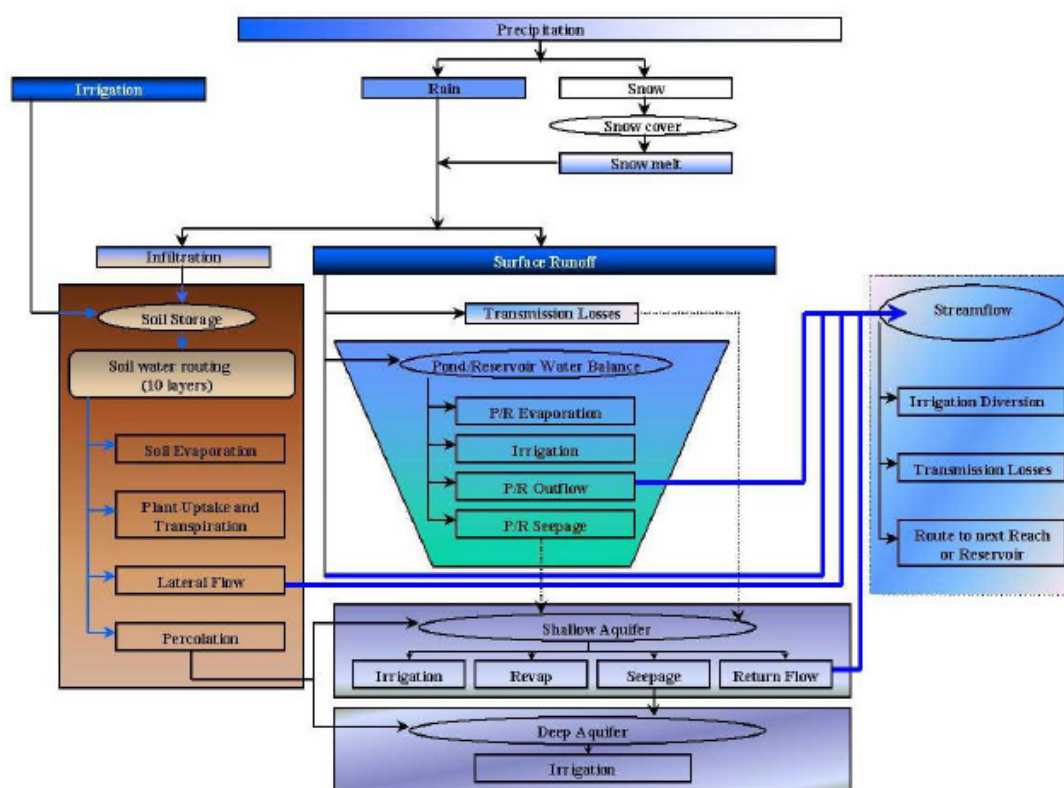 Precipitation
Irrigation
Rain
Snow
Snow cover
Snow melt
Infiltration
Surface Runoff
Soil Storage
Transmission Losses
Streamflow
Soil water routing
(10 layers)
Pond/Reservoir Water Balance
P/R Evaporation
Irrigation
P/R Outflow
P/R Seepage
Soil Evaporation
Plant Uptake and
Transpiration
Lateral Flow
Percolation
Irrigation Diversion
Transmission Losses
Route to next Reach
or Reservoir
Shallow Aquifer
Irrigation
Revap
Seepage
Return Flow
Deep Aquifer
Irrigation